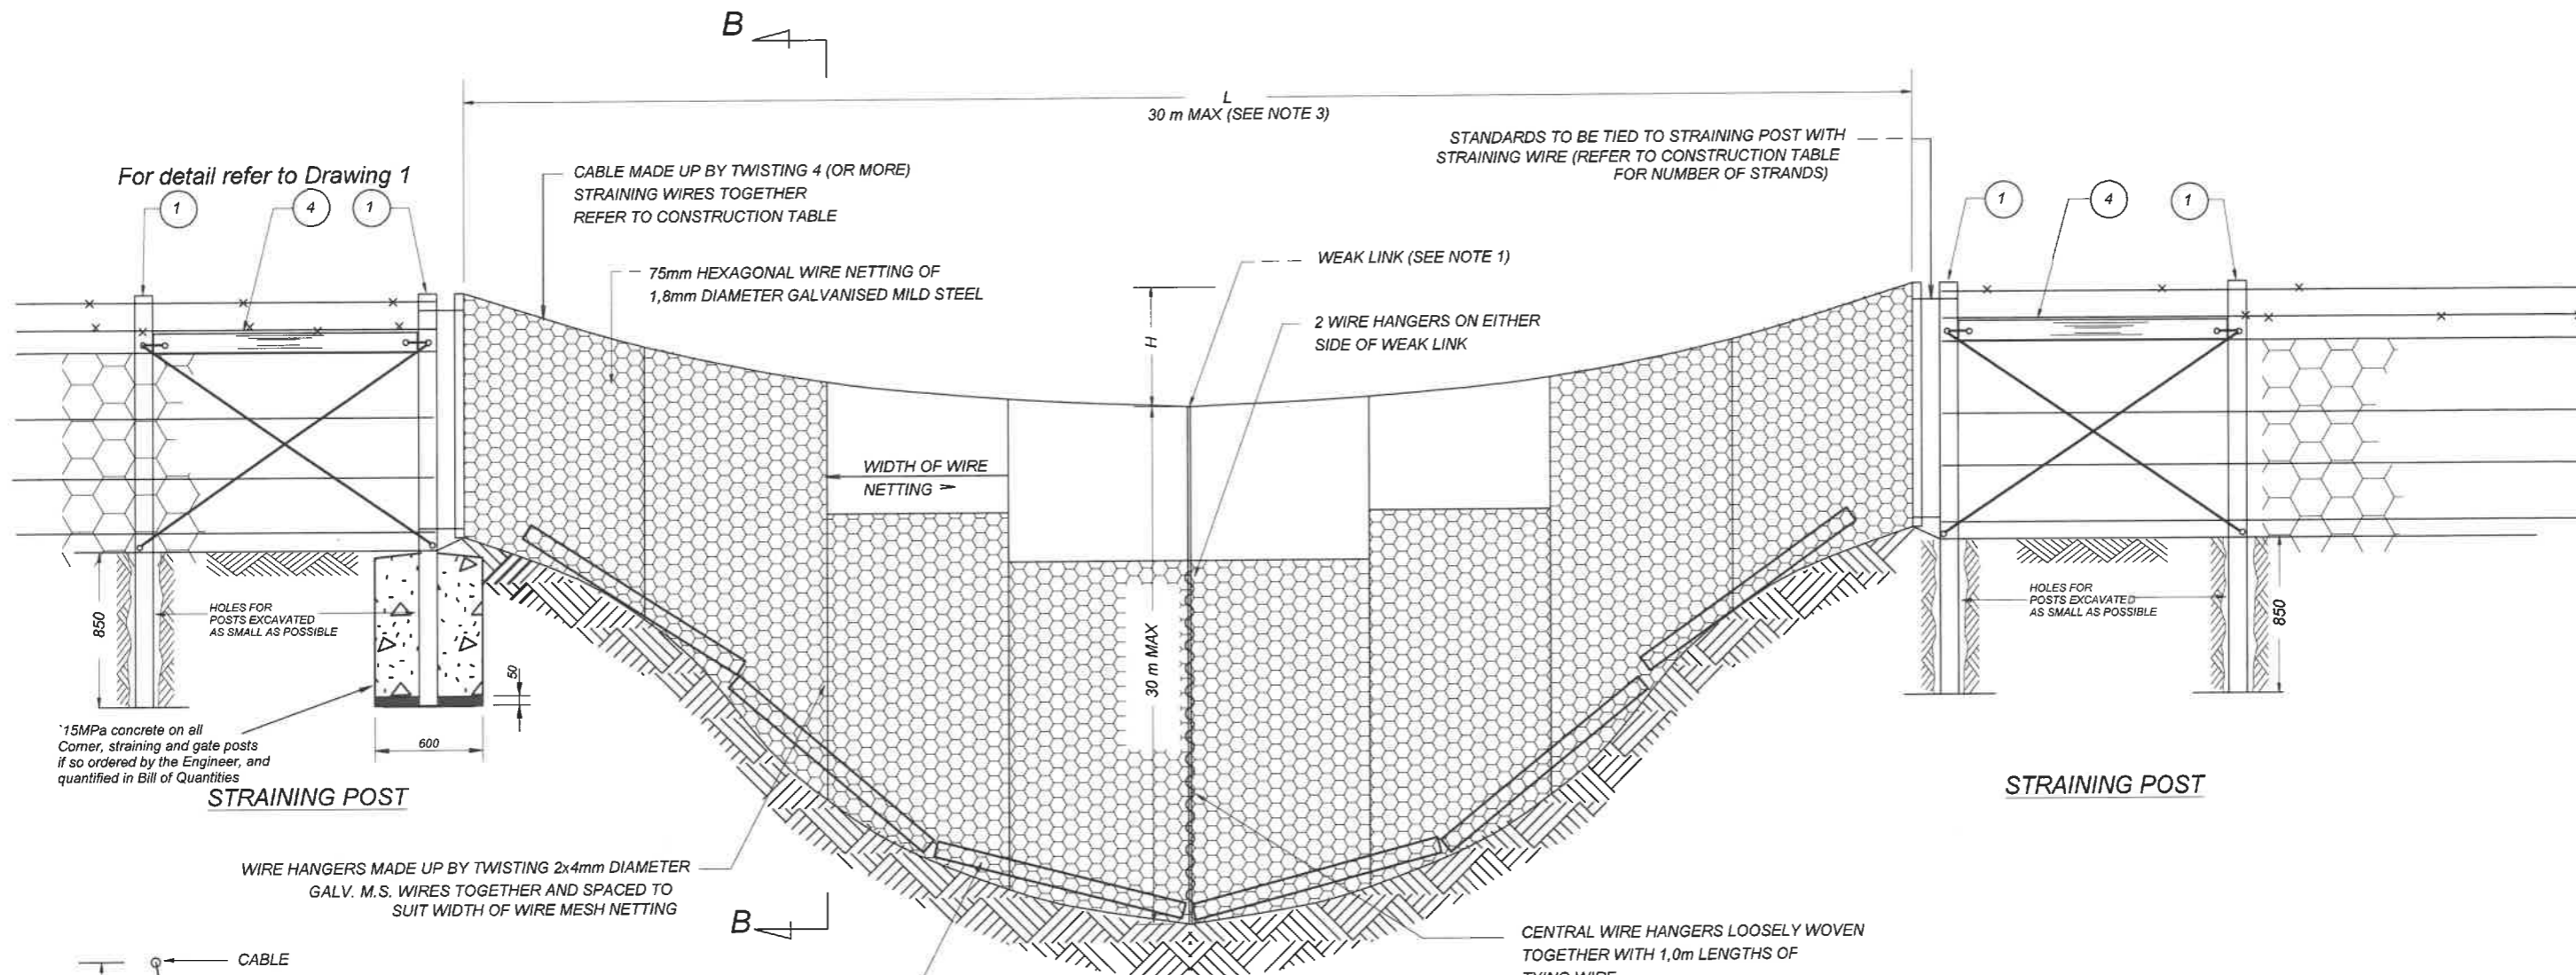 B
L
30 m MAX (SEE NOTE 3)
For detail refer to Drawing 1
1
4
1
CABLE MADE UP BY TWISTING 4 (OR MORE)
STRAINING WIRES TOGETHER
REFER TO CONSTRUCTION TABLE
STANDARDS TO BE TIED TO STRAINING POST WITH
STRAINING WIRE (REFER TO CONSTRUCTION TABLE
FOR NUMBER OF STRANDS)
1
4
1
75mm HEXAGONAL WIRE NETTING OF
1,8mm DIAMETER GALVANISED MILD STEEL
WEAK LINK (SEE NOTE 1)
H
2 WIRE HANGERS ON EITHER
SIDE OF WEAK LINK
WIDTH OF WIRE
NETTING
850
HOLES FOR
POSTS EXCAVATED
AS SMALL AS POSSIBLE
50
600
30 m MAX
HOLES FOR
POSTS EXCAVATED
AS SMALL AS POSSIBLE
850
`15MPa concrete on all
Corner, straining and gate posts
if so ordered by the Engineer, and
quantified in Bill of Quantities
STRAINING POST
STRAINING POST
WIRE HANGERS MADE UP BY TWISTING 2x4mm DIAMETER
GALV. M.S. WIRES TOGETHER AND SPACED TO
SUIT WIDTH OF WIRE MESH NETTING
B
CABLE
CENTRAL WIRE HANGERS LOOSELY WOVEN
TOGETHER WITH 1,0m LENGTHS OF
TYING WIRE